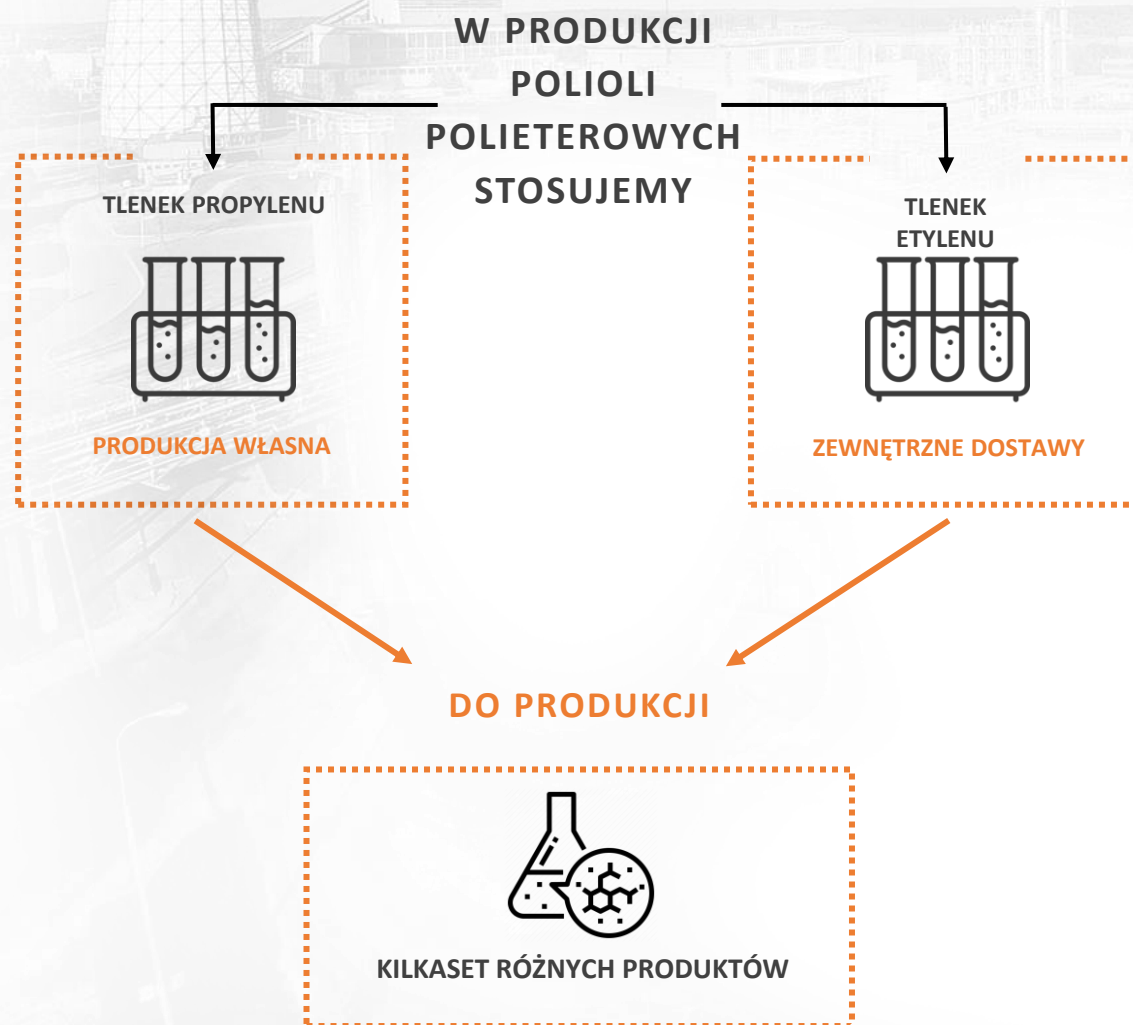 W PRODUKCJI
POLIOLI
POLIETEROWYCH
STOSUJEMY
TLENEK PROPYLENU
PRODUKCJA WŁASNA
TLENEK
ETYLENU
ZEWNĘTRZNE DOSTAWY
DO PRODUKCJI
KILKASET RÓŻNYCH PRODUKTÓW